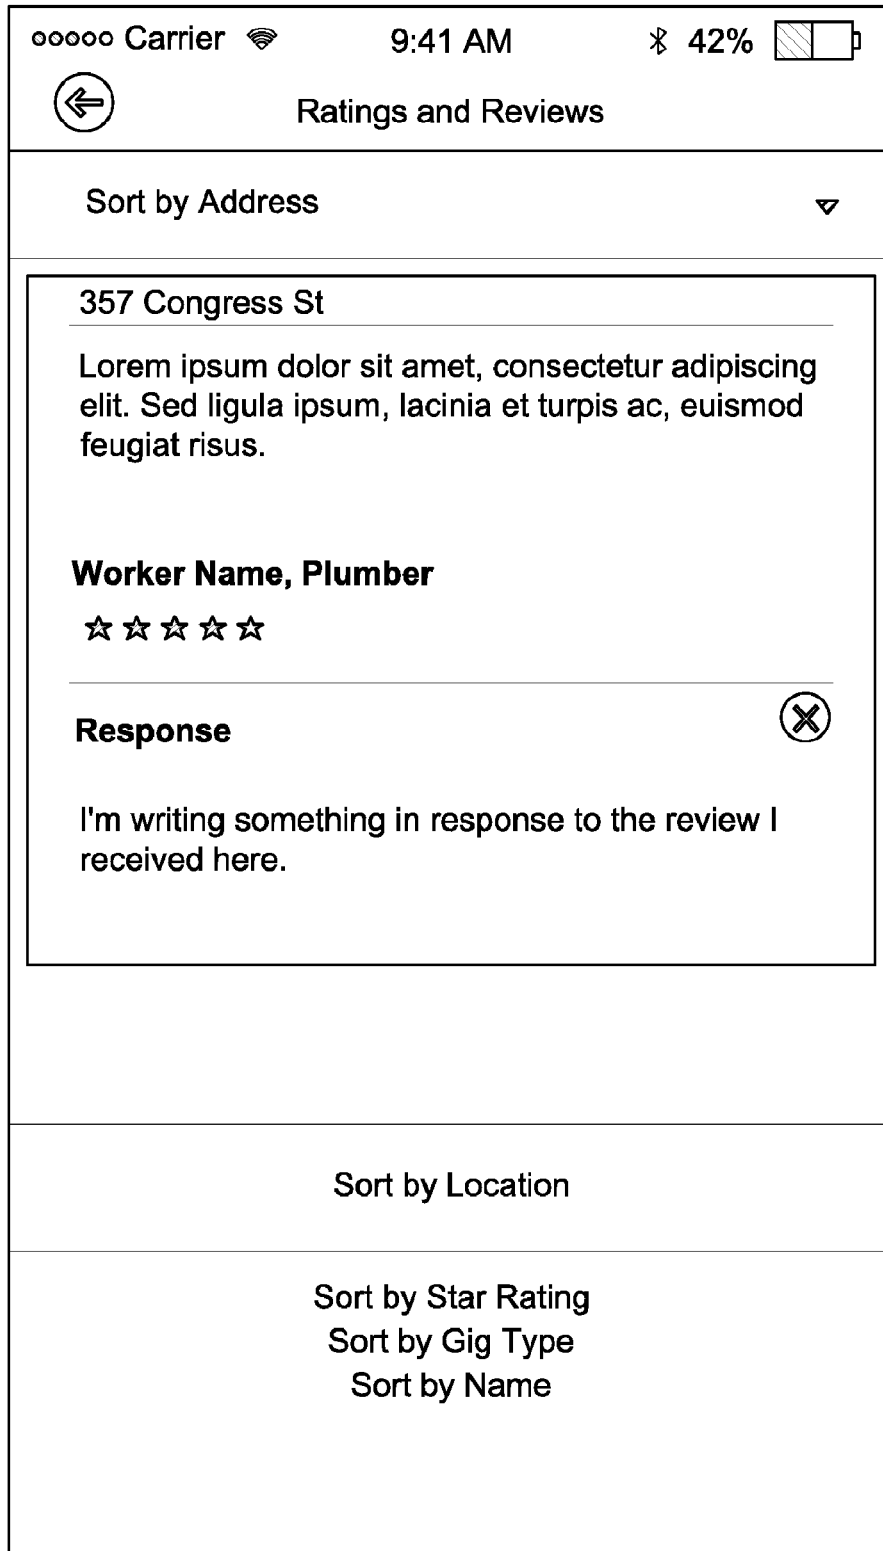 Carrier 9:41 AM 42%
Ratings and Reviews
Sort by Address
357 Congress St
Lorem ipsum dolor sit amet, consectetur adipiscing
elit. Sed ligula ipsum, lacinia et turpis ac, euismod
feugiat risus.
Worker Name, Plumber
Response
I'm writing something in response to the review I
received here.
Sort by Location
Sort by Star Rating
Sort by Gig Type
Sort by Name